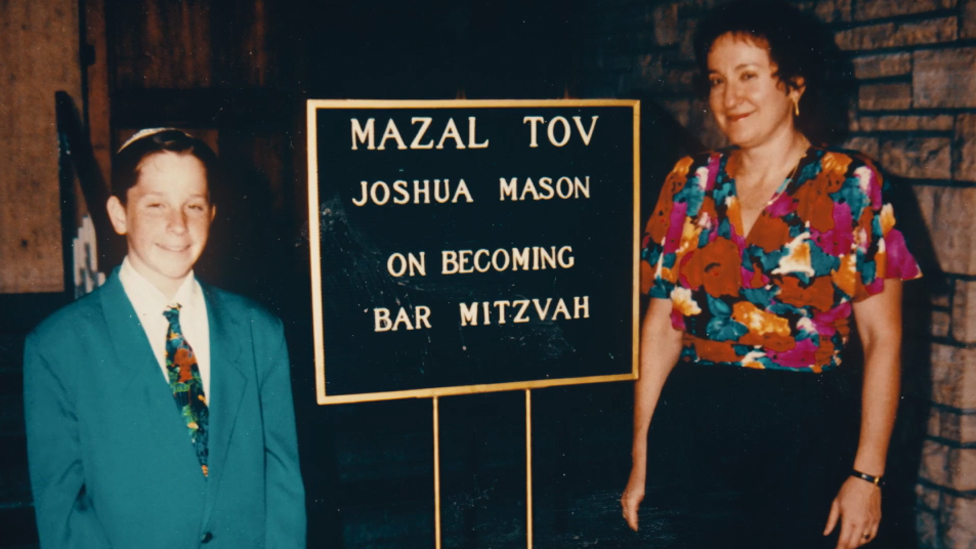 MAZAL TOV
JOSHUA MASON
ON BECOMING
BAR MITZVAH